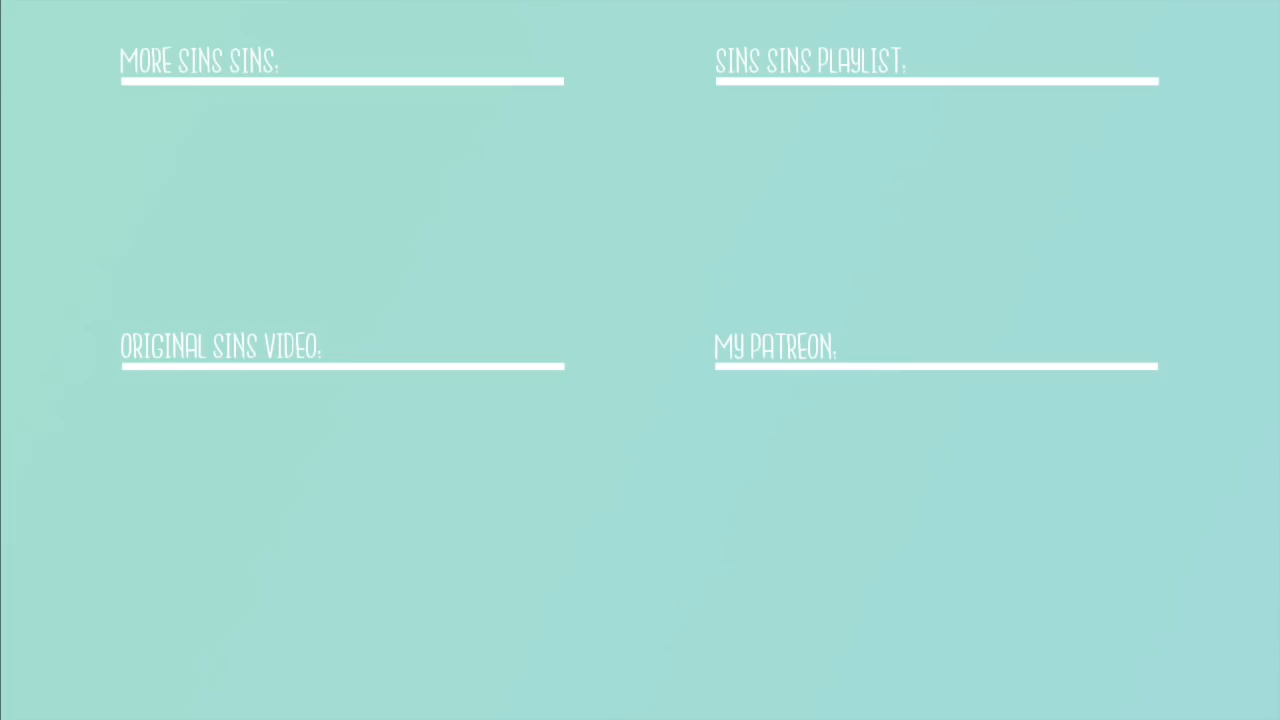 MORE SINS SINS:
SINS SINS PLAYLIST:
ORIGINAL SINS VIDEO:
MY PATREON: